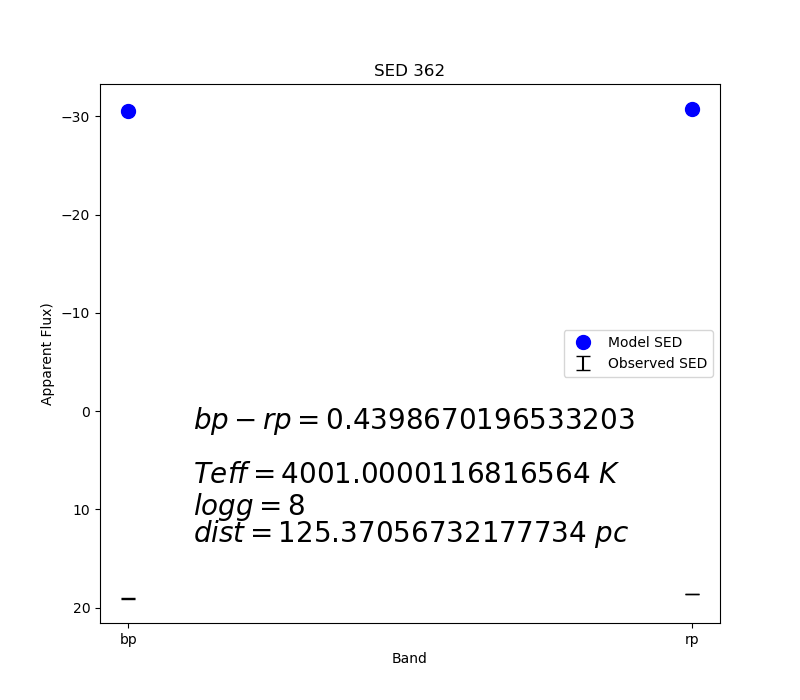 SED 362
−30
−20
−10
0
10
20
Apparent Flux)
Model SED
Observed SED
bp − rp = 0.4398670196533203
Teff = 4001.0000116816564 K
logg = 8
dist = 125.37056732177734 pc
bp
rp
Band